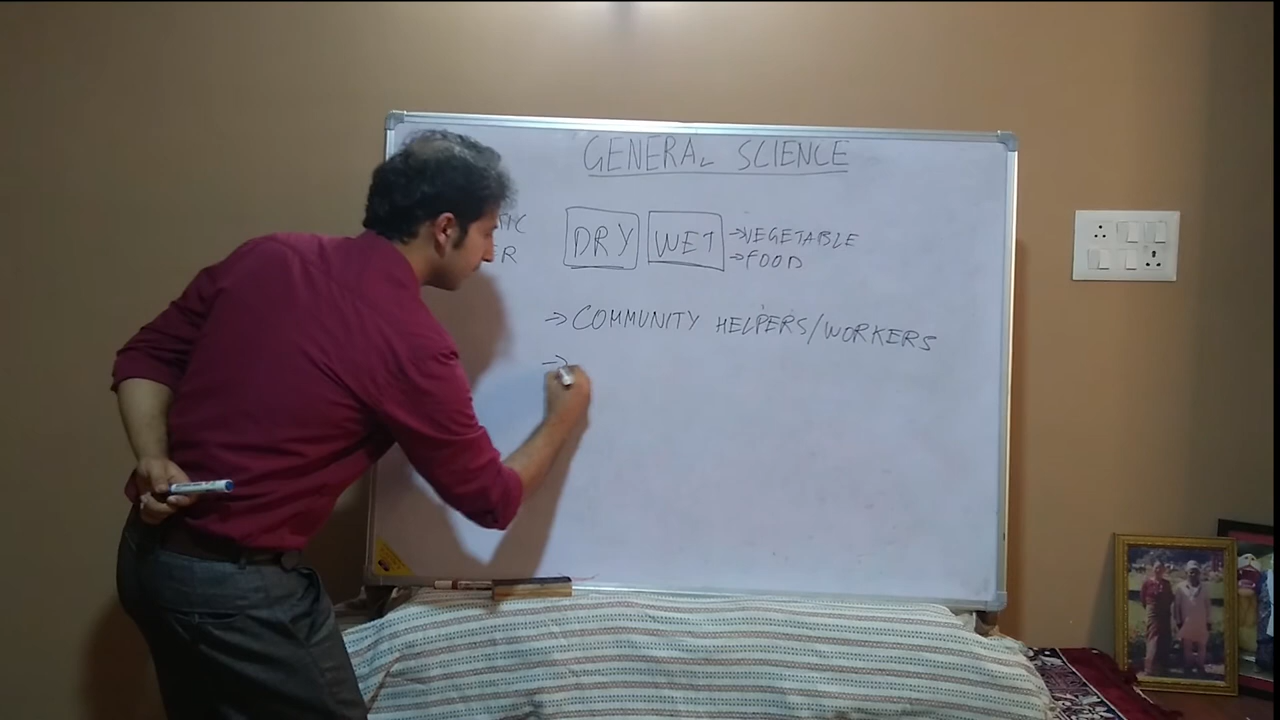 GENERAL SCIENCE
DRY WET → VEGETABLE
→ FOOD
→ COMMUNITY HELPERS/WORKERS
→